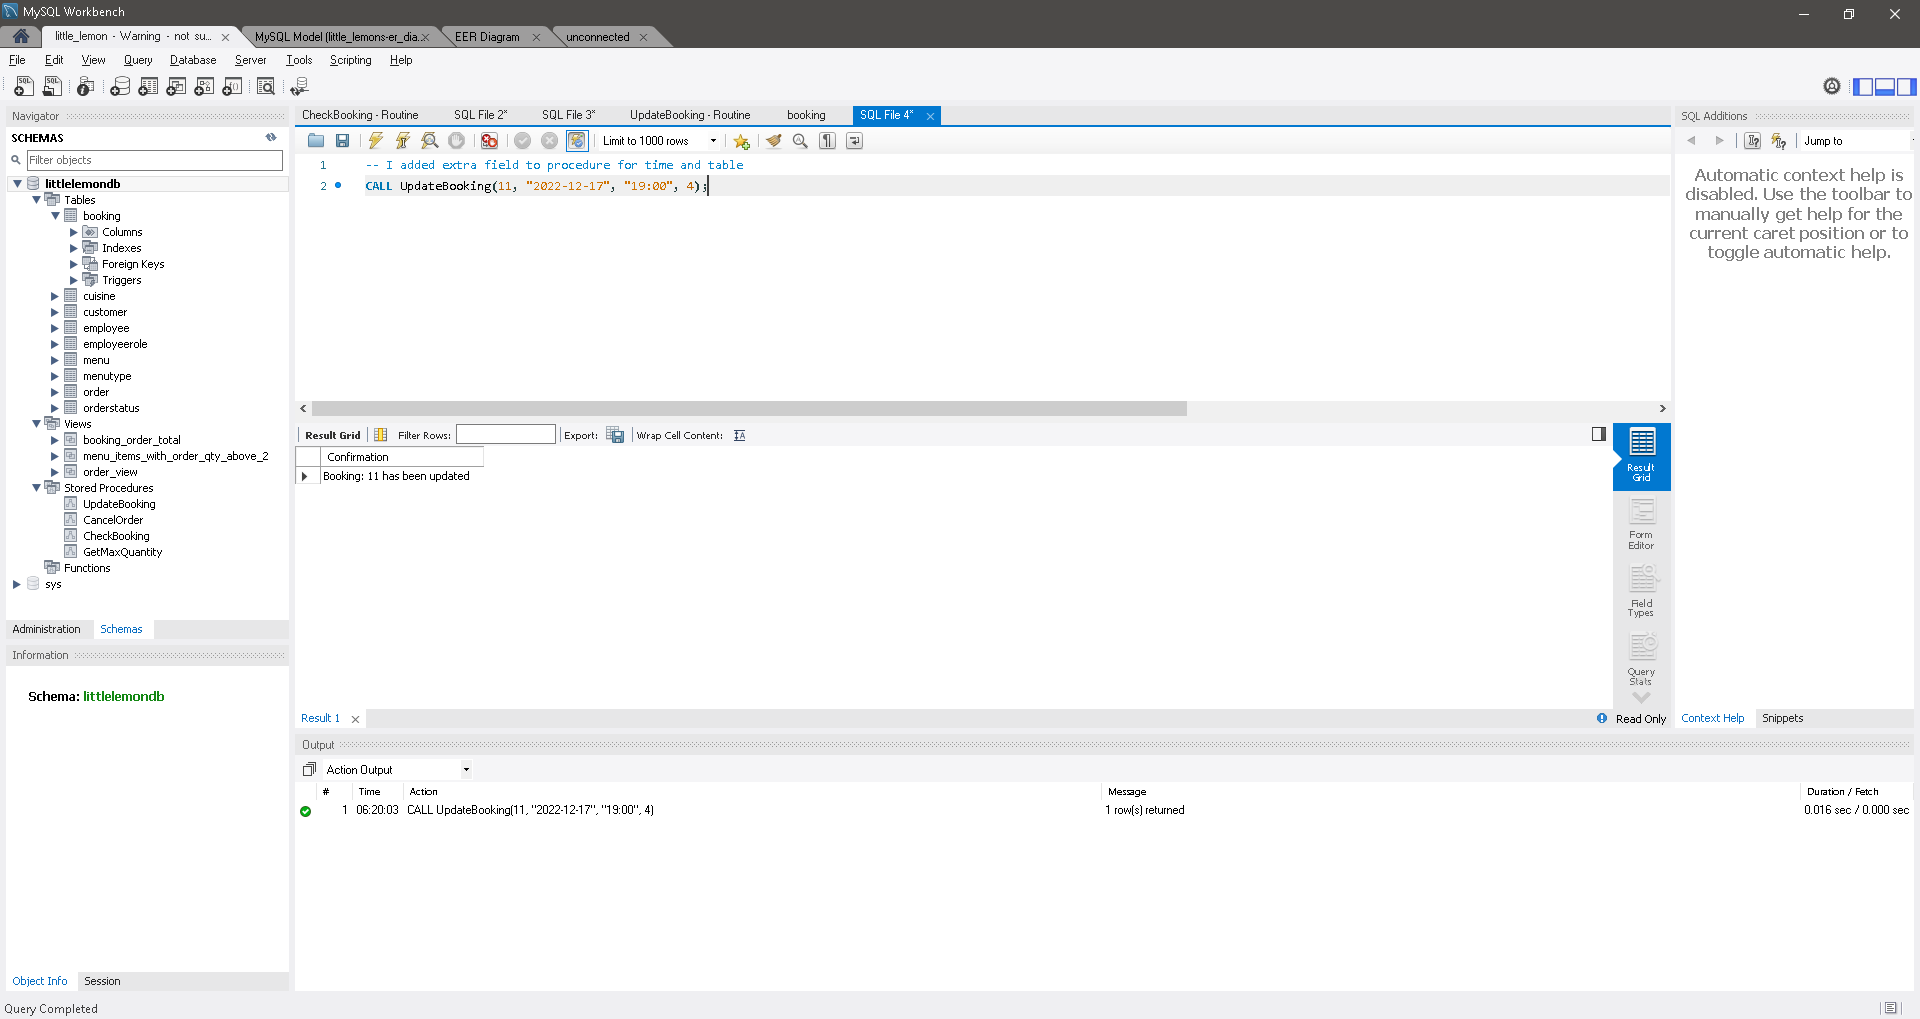 MySQL Workbench
little_lemon - Warning - not su...
MySQL Model (little_lemons-er_dia...
EER Diagram
unconnected
File Edit View Query Database Server Tools Scripting Help
Navigator
SCHEMAS
Filter objects
littlelemondb
Tables
booking
Columns
Indexes
Foreign Keys
Triggers
cuisine
customer
employee
employeerole
menu
menutype
order
orderstatus
Views
booking_order_total
menu_items_with_order_qty_above_2
order_view
Stored Procedures
UpdateBooking
CancelOrder
CheckBooking
GetMaxQuantity
Functions
sys
Administration Schemas
Information
Schema: littlelemondb
Object Info Session
Query Completed
CheckBooking - Routine SQL File 2* SQL File 3* UpdateBooking - Routine booking SQL File 4*
Limit to 1000 rows
1 -- I added extra field to procedure for time and table
2 CALL UpdateBooking(11, "2022-12-17", "19:00", 4);
Result Grid Filter Rows: Export: Wrap Cell Content:
Confirmation
Booking: 11 has been updated
Result
Grid
Form
Editor
Field
Types
Query
Stats
Result 1
Read Only
Output
Action Output
# Time Action Message Duration / Fetch
1 06:20:03 CALL UpdateBooking(11, "2022-12-17", "19:00", 4) 1 row(s) returned 0.016 sec / 0.000 sec
SQL Additions
Jump to
Automatic context help is
disabled. Use the toolbar to
manually get help for the
current caret position or to
toggle automatic help.
Context Help Snippets